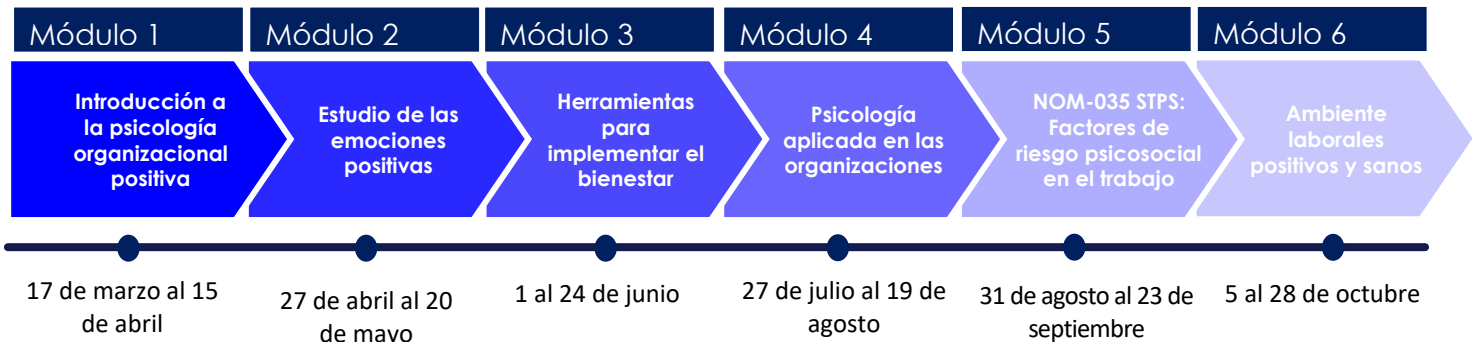 Módulo 1
Módulo 2
Módulo 3
Módulo 4
Módulo 5
Módulo 6
Introducción a
la psicología
organizacional
positiva
Estudio de las
emociones
positivas
Herramientas
para
implementar el
bienestar
Psicología
aplicada en las
organizaciones
NOM-035 STPS:
Factores de
riesgo psicosocial
en el trabajo
Ambiente
laborales
positivos y sanos
17 de marzo al 15
de abril
27 de abril al 20
de mayo
1 al 24 de junio
27 de julio al 19 de
agosto
31 de agosto al 23 de
septiembre
5 al 28 de octubre